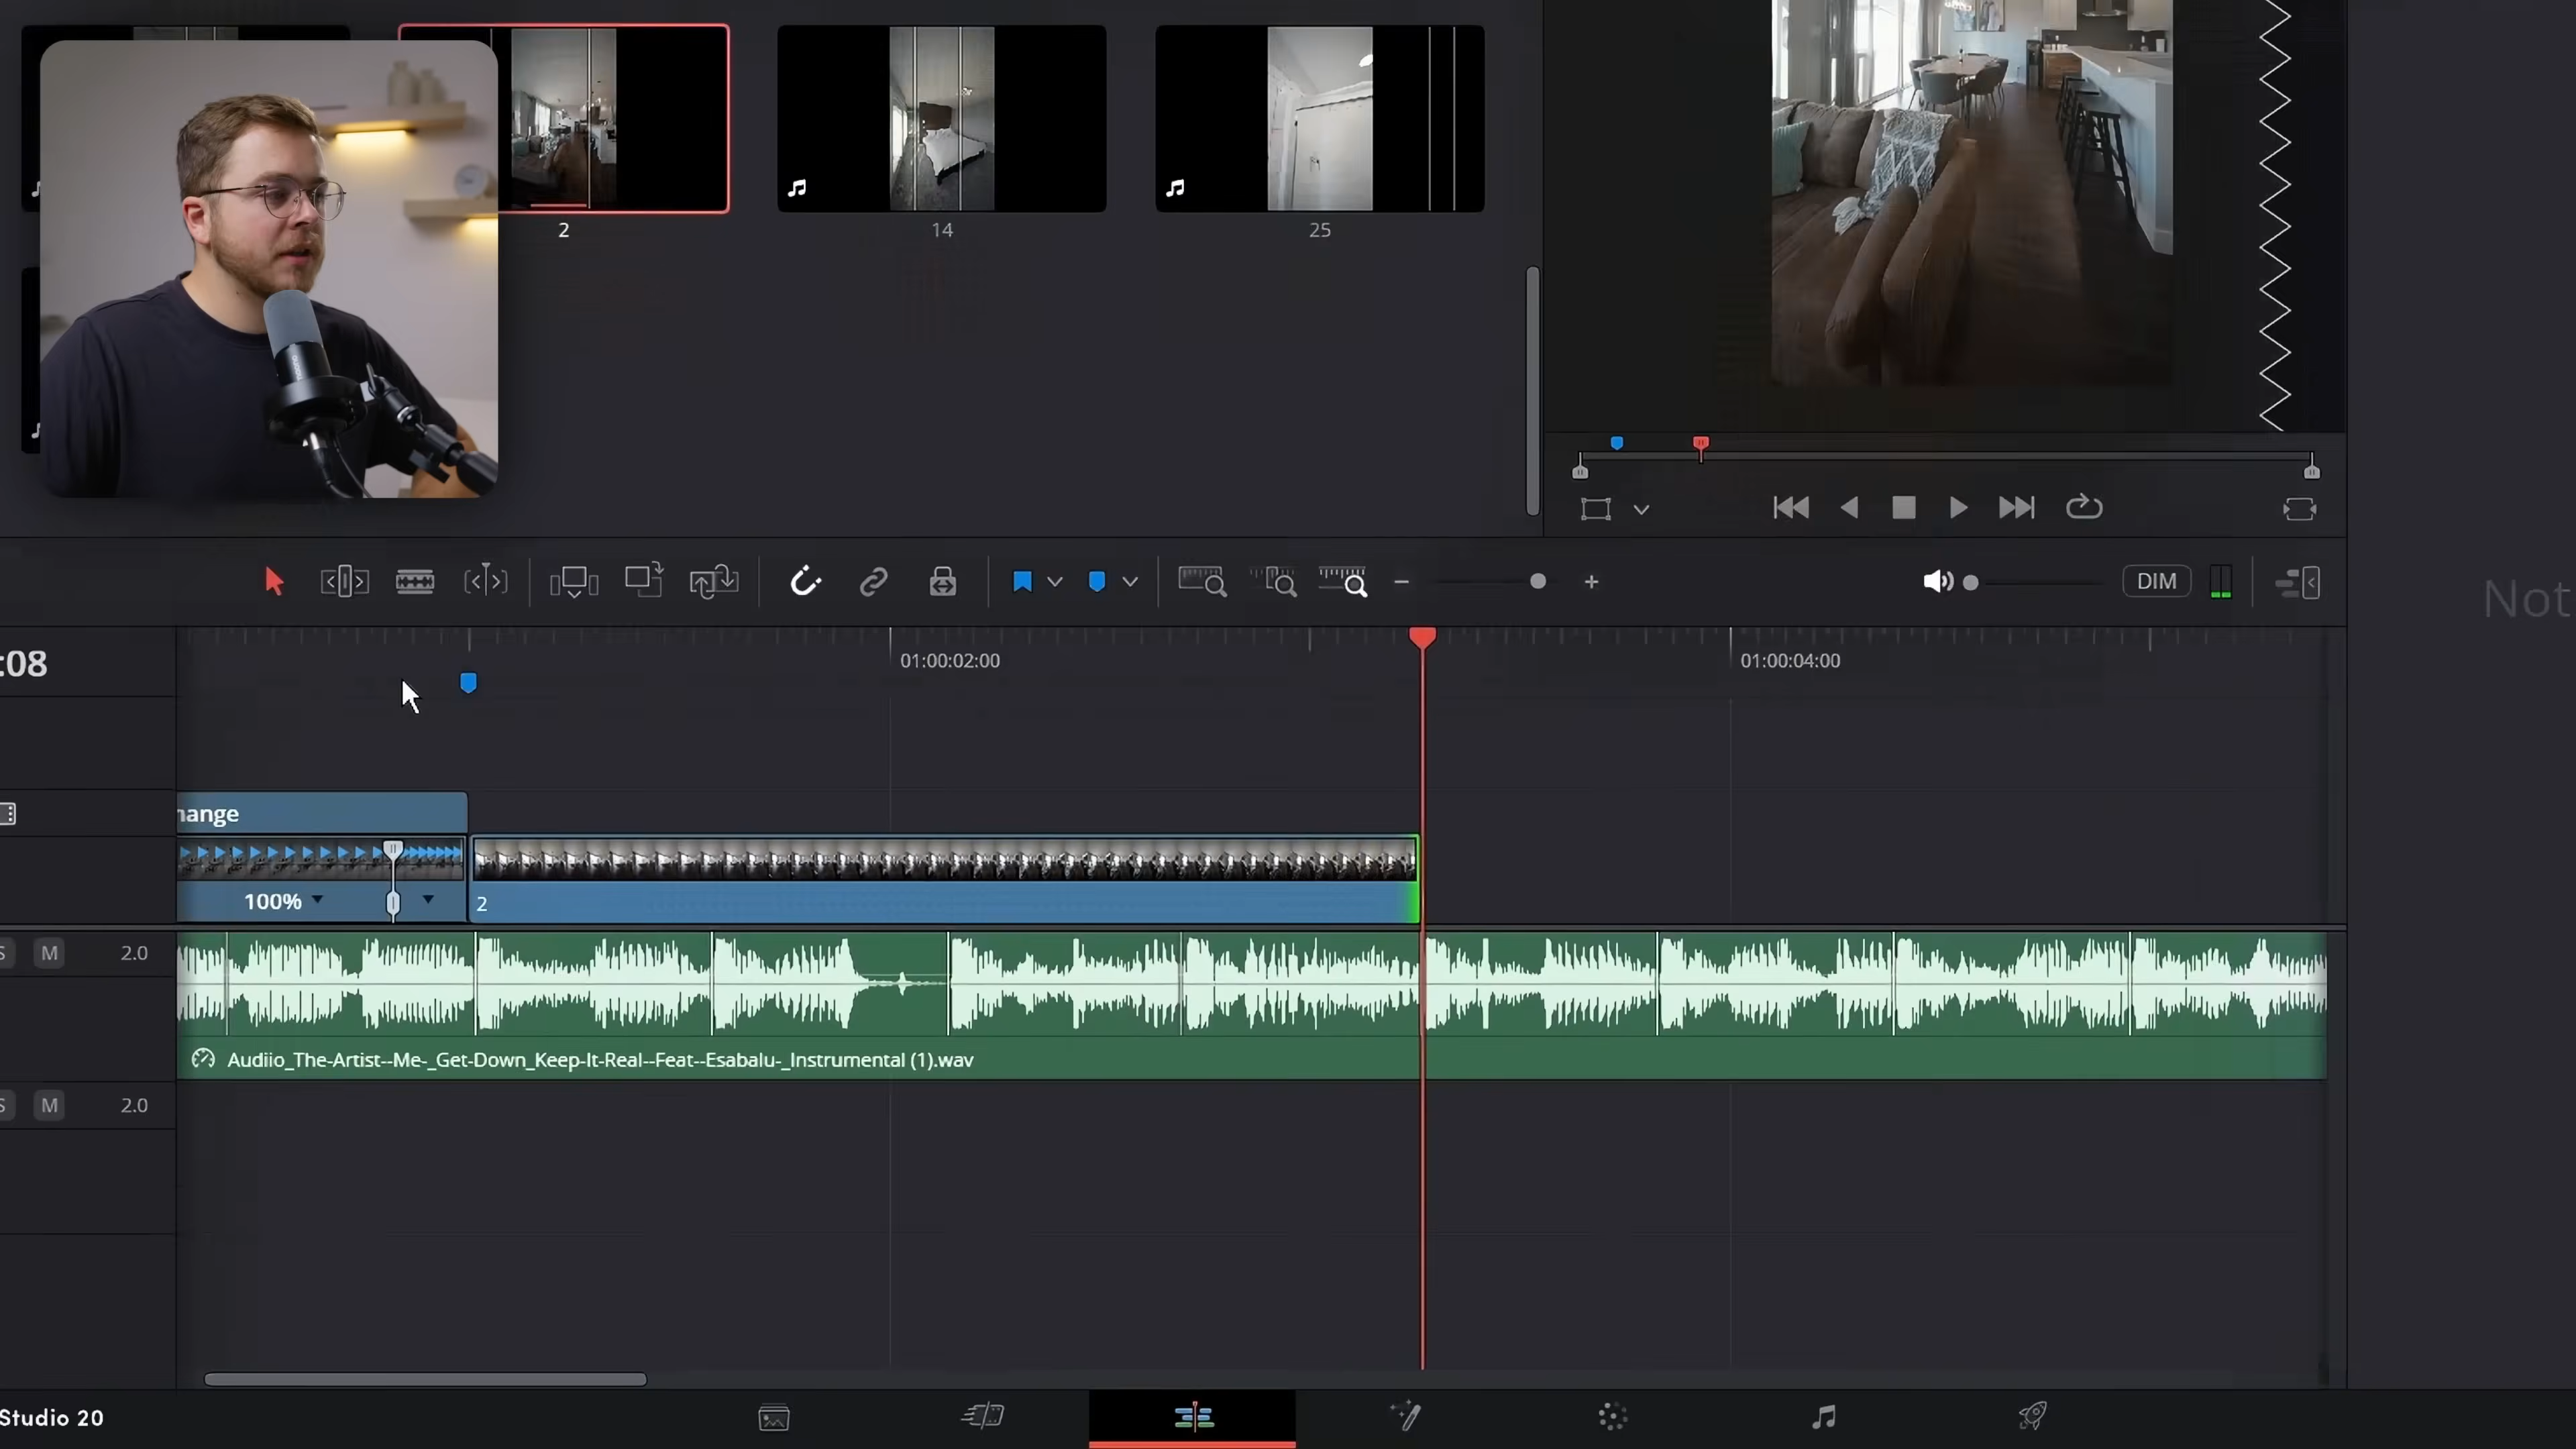 2
14
25
DIM
Not
:08
01:00:02:00
01:00:04:00
100%
2
S M 2.0
Audiio_The-Artist--Me-_Get-Down_Keep-It-Real--Feat--Esabalu-_Instrumental (1).wav
S M 2.0
Studio 20